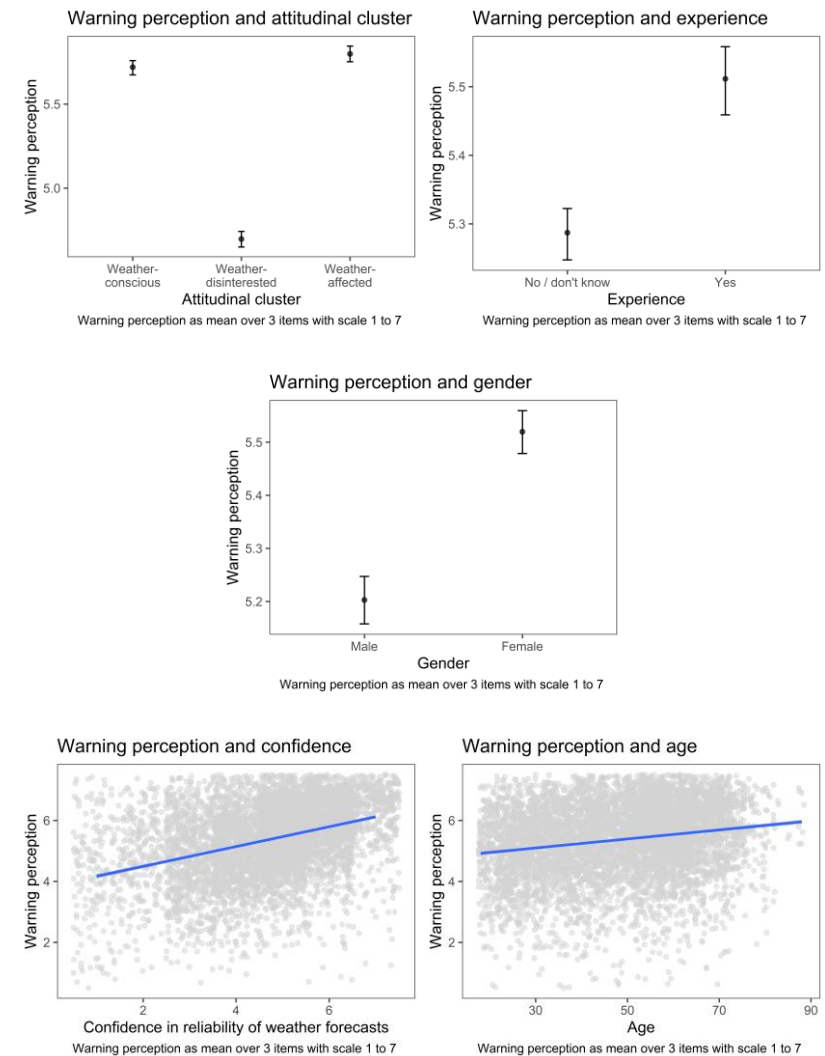 Warning perception and attitudinal cluster
Warning perception
5.5
5.0
Weather-
conscious
Weather-
disinterested
Weather-
affected
Attitudinal cluster
Warning perception as mean over 3 items with scale 1 to 7
Warning perception and experience
Warning perception
5.5
5.4
5.3
No / don't know
Yes
Experience
Warning perception as mean over 3 items with scale 1 to 7
Warning perception and gender
Warning perception
5.5
5.4
5.3
5.2
Male
Female
Gender
Warning perception as mean over 3 items with scale 1 to 7
Warning perception and confidence
Warning perception
6
4
2
2
4
6
Confidence in reliability of weather forecasts
Warning perception as mean over 3 items with scale 1 to 7
Warning perception and age
Warning perception
6
4
2
30
50
70
90
Age
Warning perception as mean over 3 items with scale 1 to 7